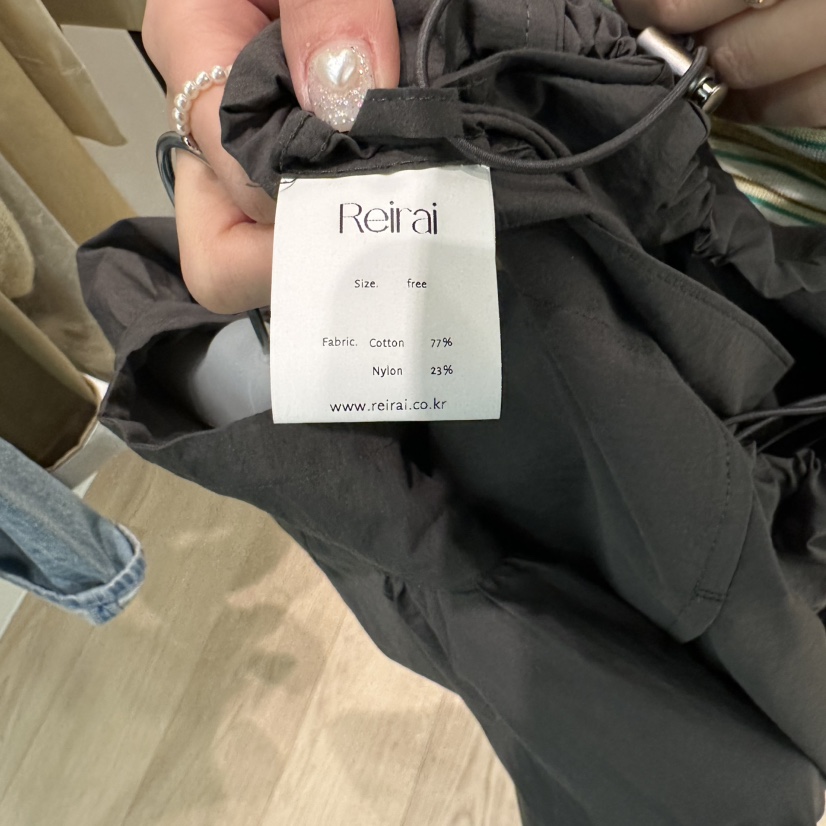 Reirai
Size. free
Fabric. Cotton 77%
Nylon 23%
www.reirai.co.kr